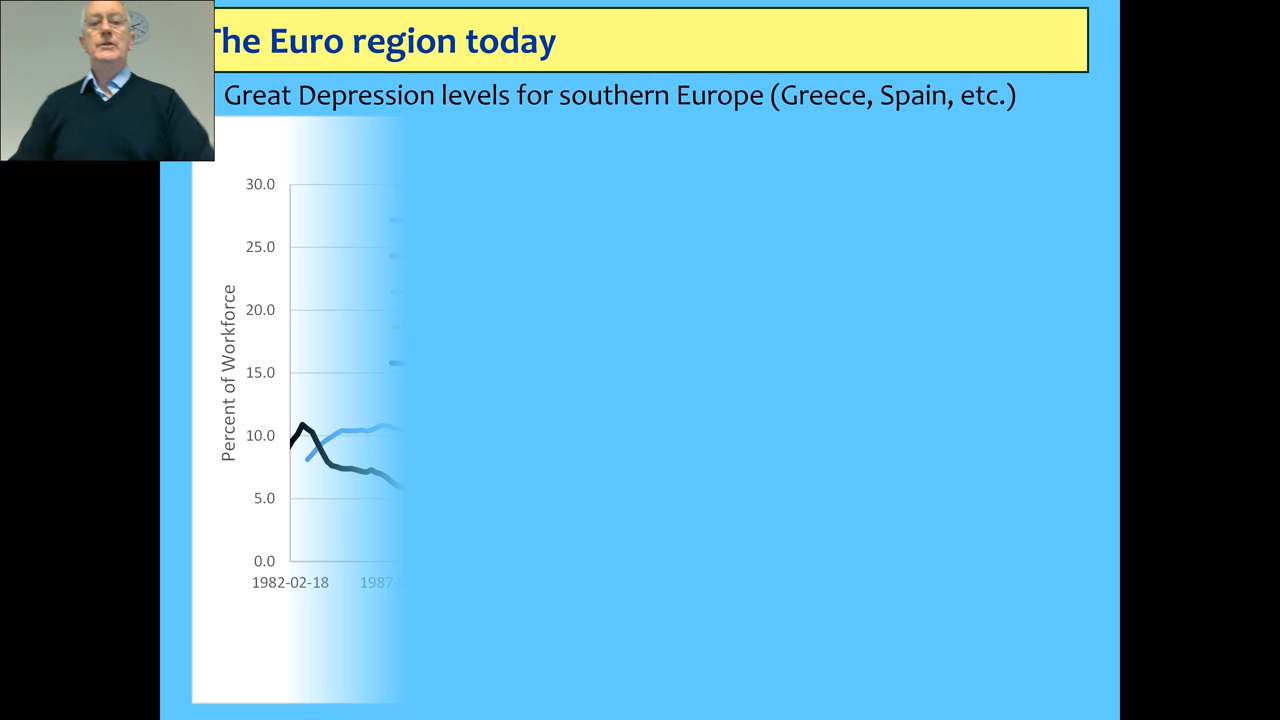 The Euro region today
Great Depression levels for southern Europe (Greece, Spain, etc.)
30.0
25.0
20.0
15.0
10.0
5.0
0.0
Percent of Workforce
1982-02-18